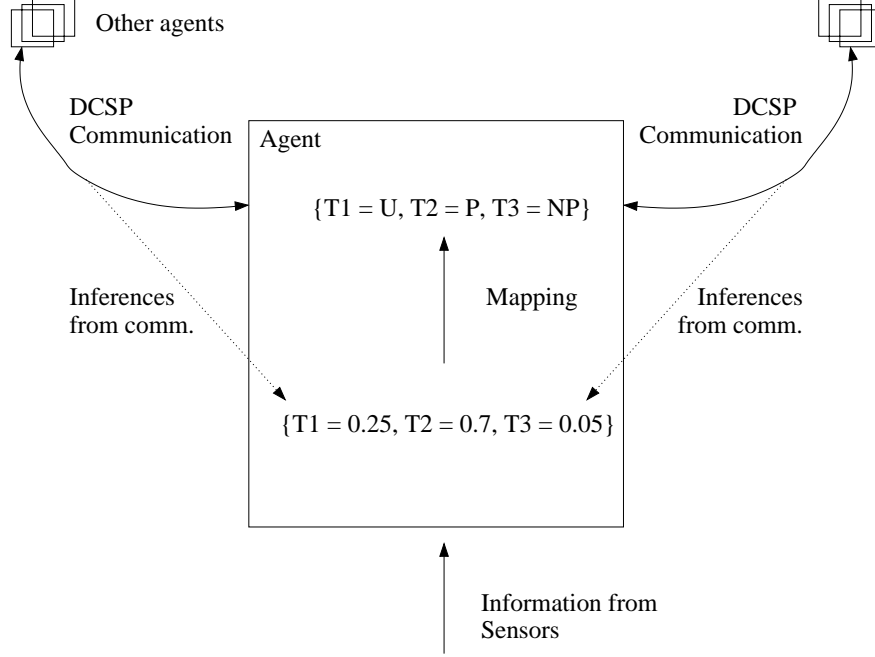 Other agents
DCSP
Communication
DCSP
Communication
Agent
{T1 = U, T2 = P, T3 = NP}
Inferences
from comm.
Mapping
Inferences
from comm.
{T1 = 0.25, T2 = 0.7, T3 = 0.05}
Information from
Sensors